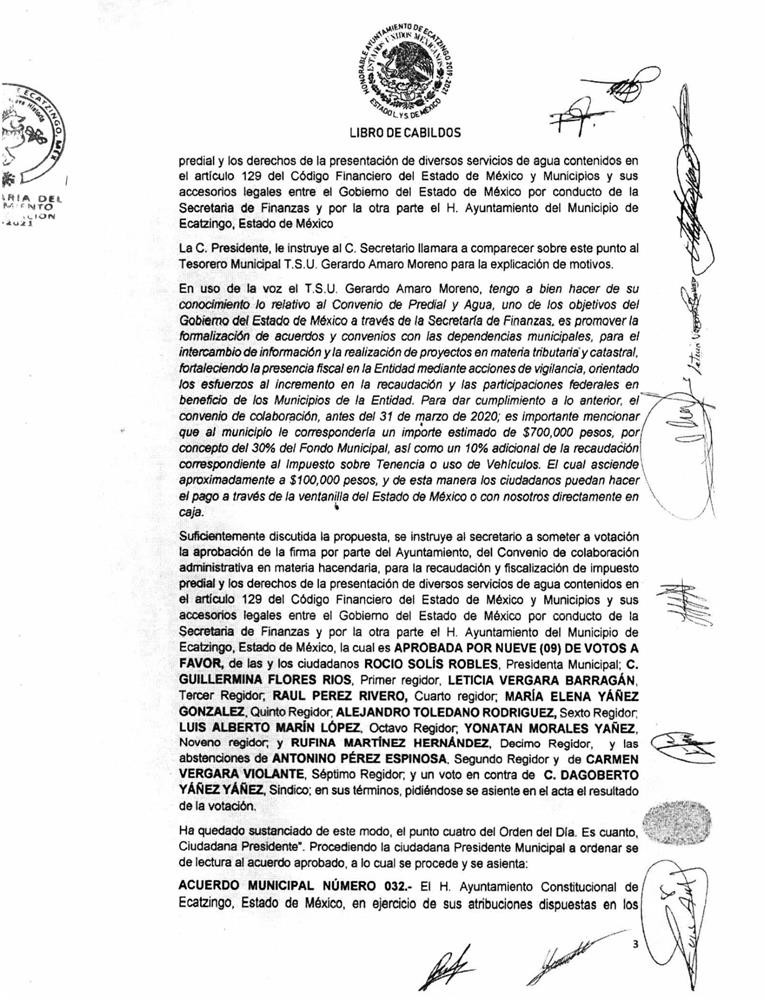 HONORABLE AYUNTAMIENTO DE ECATZINGO 2019-2021
ESTADOS UNIDOS MEXICANOS
ESTADO L. Y S. DE MÉXICO
LIBRO DE CABILDOS
ECATZINGO, MEX
ARIA DEL
predial y los derechos de la presentación de diversos servicios de agua contenidos en
el artículo 129 del Código Financiero del Estado de México y Municipios y sus
accesorios legales entre el Gobierno del Estado de México por conducto de la
Secretaria de Finanzas y por la otra parte el H. Ayuntamiento del Municipio de
Ecatzingo, Estado de México
La C. Presidente, le instruye al C. Secretario llamara a comparecer sobre este punto al
Tesorero Municipal T.S.U. Gerardo Amaro Moreno para la explicación de motivos.
En uso de la voz el T.S.U. Gerardo Amaro Moreno, tengo a bien hacer de su
conocimiento lo relativo al Convenio de Predial y Agua, uno de los objetivos del
Gobierno del Estado de México a través de la Secretaría de Finanzas, es promover la
formalización de acuerdos y convenios con las dependencias municipales, para el
intercambio de información y la realización de proyectos en materia tributaria y catastral,
fortaleciendo la presencia fiscal en la Entidad mediante acciones de vigilancia, orientado
los esfuerzos al incremento en la recaudación y las participaciones federales en
beneficio de los Municipios de la Entidad. Para dar cumplimiento a lo anterior, el
convenio de colaboración, antes del 31 de marzo de 2020; es importante mencionar
que al municipio le correspondería un importe estimado de $700,000 pesos, por
concepto del 30% del Fondo Municipal, así como un 10% adicional de la recaudación
correspondiente al Impuesto sobre Tenencia o uso de Vehículos. El cual asciende
aproximadamente a $100,000 pesos, y de esta manera los ciudadanos puedan hacer
el pago a través de la ventanilla del Estado de México o con nosotros directamente en
caja.
Suficientemente discutida la propuesta, se instruye al secretario a someter a votación
la aprobación de la firma por parte del Ayuntamiento, del Convenio de colaboración
administrativa en materia hacendaria, para la recaudación y fiscalización de impuesto
predial y los derechos de la presentación de diversos servicios de agua contenidos en
el artículo 129 del Código Financiero del Estado de México y Municipios y sus
accesorios legales entre el Gobierno del Estado de México por conducto de la
Secretaria de Finanzas y por la otra parte el H. Ayuntamiento del Municipio de
Ecatzingo, Estado de México, la cual es APROBADA POR NUEVE (09) DE VOTOS A
FAVOR, de las y los ciudadanos ROCIO SOLÍS ROBLES, Presidenta Municipal; C.
GUILLERMINA FLORES RIOS, Primer regidor, LETICIA VERGARA BARRAGÁN,
Tercer Regidor; RAUL PEREZ RIVERO, Cuarto regidor; MARÍA ELENA YÁÑEZ
GONZALEZ, Quinto Regidor; ALEJANDRO TOLEDANO RODRIGUEZ, Sexto Regidor;
LUIS ALBERTO MARÍN LÓPEZ, Octavo Regidor; YONATAN MORALES YAÑEZ,
Noveno regidor; y RUFINA MARTÍNEZ HERNÁNDEZ, Decimo Regidor, y las
abstenciones de ANTONINO PÉREZ ESPINOSA, Segundo Regidor y de CARMEN
VERGARA VIOLANTE, Séptimo Regidor; y un voto en contra de C. DAGOBERTO
YÁÑEZ YÁÑEZ, Sindico; en sus términos, pidiéndose se asiente en el acta el resultado
de la votación.
Ha quedado sustanciado de este modo, el punto cuatro del Orden del Día. Es cuanto,
Ciudadana Presidente". Procediendo la ciudadana Presidente Municipal a ordenar se
de lectura al acuerdo aprobado, a lo cual se procede y se asienta:
ACUERDO MUNICIPAL NÚMERO 032.- El H. Ayuntamiento Constitucional de
Ecatzingo, Estado de México, en ejercicio de sus atribuciones dispuestas en los
3